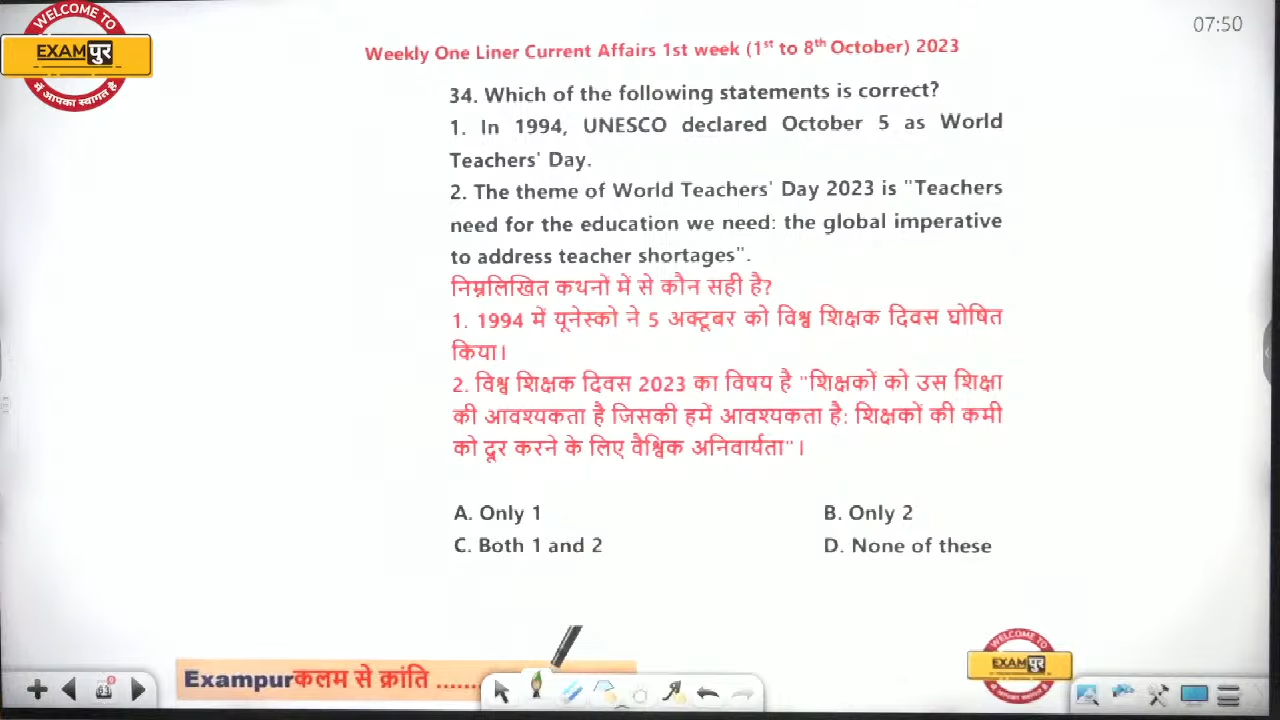 WELCOME TO
EXAMपुर
में आपका स्वागत है
07:50
Weekly One Liner Current Affairs 1st week (1st to 8th October) 2023
34. Which of the following statements is correct?
1. In 1994, UNESCO declared October 5 as World
Teachers' Day.
2. The theme of World Teachers' Day 2023 is "Teachers
need for the education we need: the global imperative
to address teacher shortages".
निम्नलिखित कथनों में से कौन सही है?
1. 1994 में यूनेस्को ने 5 अक्टूबर को विश्व शिक्षक दिवस घोषित
किया।
2. विश्व शिक्षक दिवस 2023 का विषय है "शिक्षकों को उस शिक्षा
की आवश्यकता है जिसकी हमें आवश्यकता है: शिक्षकों की कमी
को दूर करने के लिए वैश्विक अनिवार्यता"।
A. Only 1
B. Only 2
C. Both 1 and 2
D. None of these
Exampurकलम से क्रांति .......
WELCOME TO
EXAMपुर
में आपका स्वागत है